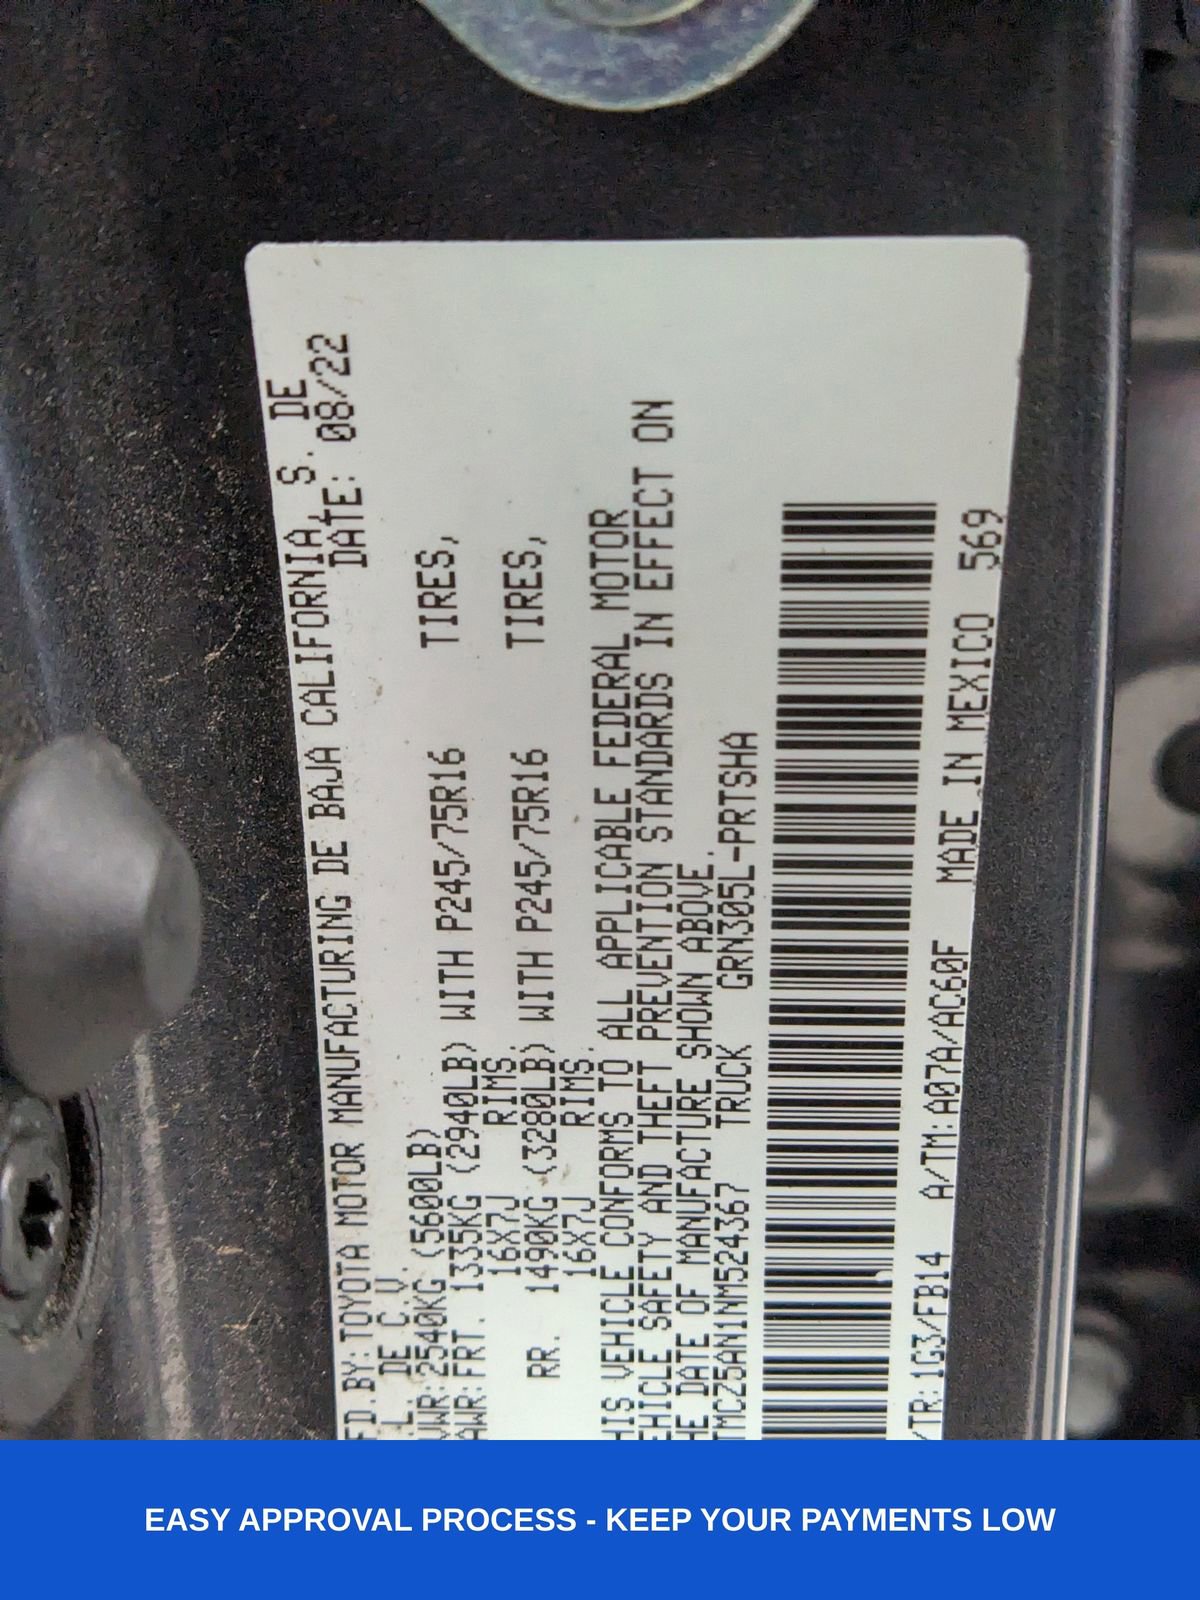 FD.BY: TOYOTA MOTOR MANUFACTURING DE BAJA CALIFORNIA, S. DE
.L. DE C.V. DATE: 08/22
VWR: 2540KG (5600LB)
AWR: FRT. 1335KG (2940LB) WITH P245/75R16 TIRES,
16X7J RIMS,
RR. 1490KG (3280LB) WITH P245/75R16 TIRES,
16X7J RIMS,
HIS VEHICLE CONFORMS TO ALL APPLICABLE FEDERAL MOTOR
EHICLE SAFETY AND THEFT PREVENTION STANDARDS IN EFFECT ON
HE DATE OF MANUFACTURE SHOWN ABOVE.
TMCZ5AN1NM524367 TRUCK GRN305L-PRTSHA
/TR: 1G3/FB14 A/TM: A07A/AC60F MADE IN MEXICO 569
EASY APPROVAL PROCESS - KEEP YOUR PAYMENTS LOW